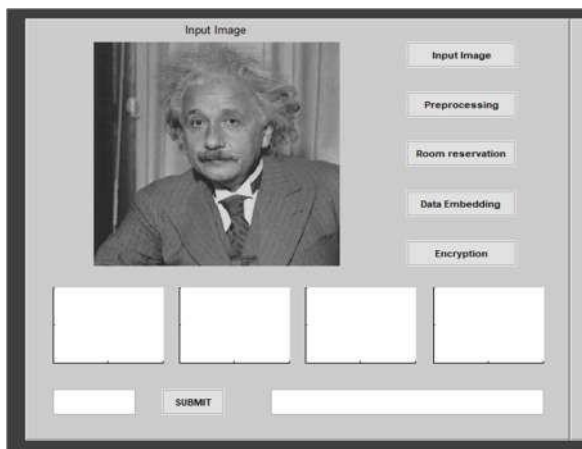 Input Image
Input Image
Preprocessing
Room reservation
Data Embedding
Encryption
SUBMIT